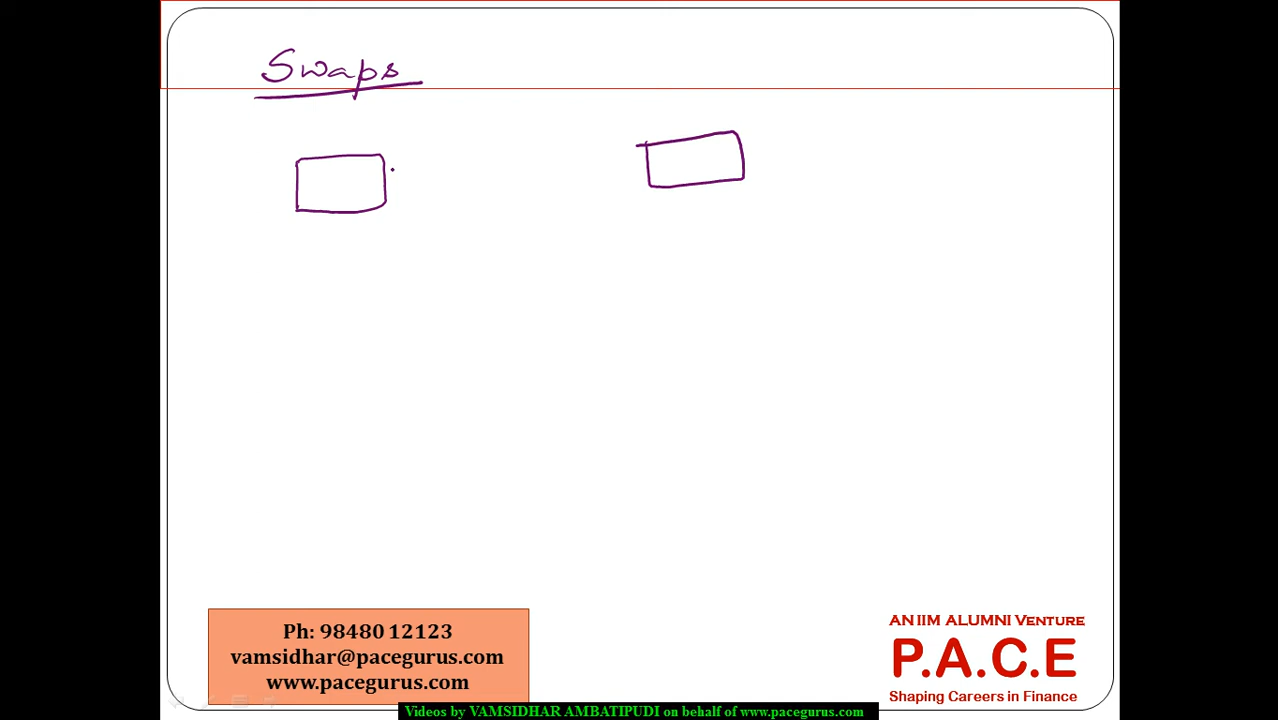 Swaps
Ph: 98480 12123
vamsidhar@pacegurus.com
www.pacegurus.com
AN IIM ALUMNI VENTURE
P.A.C.E
Shaping Careers in Finance
Videos by VAMSIDHAR AMBATIPUDI on behalf of www.pacegurus.com